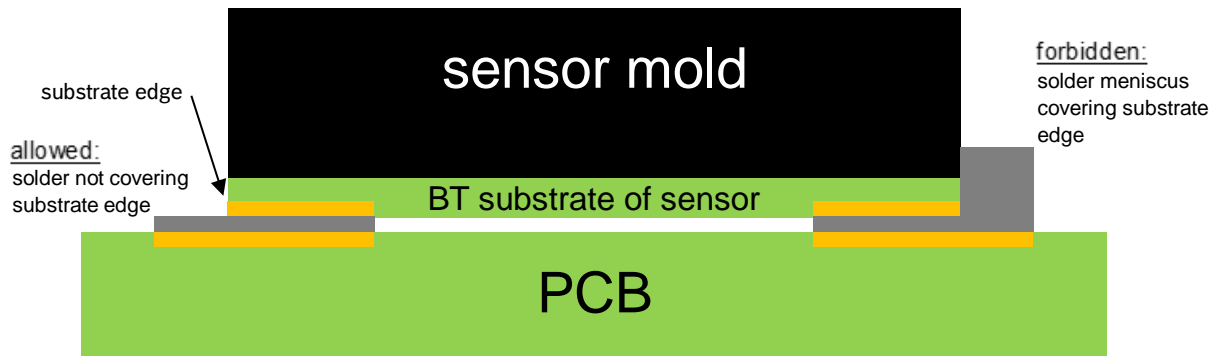 sensor mold
substrate edge
allowed:
solder not covering
substrate edge
forbidden:
solder meniscus
covering substrate
edge
BT substrate of sensor
PCB